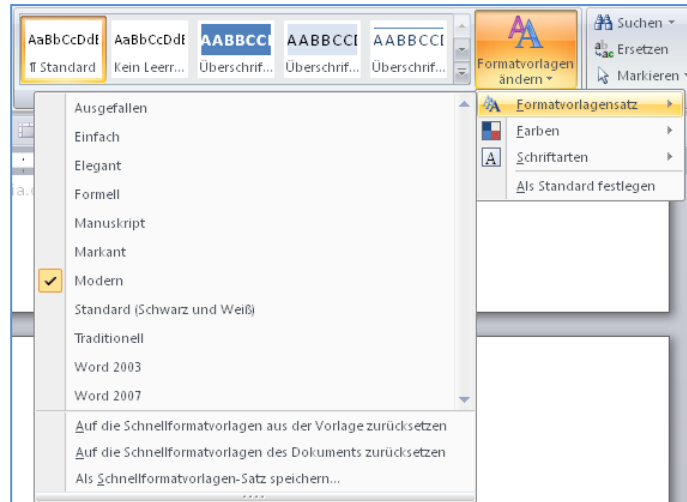 AaBbCcDdE AaBbCcDdE AABBCCI AABBCCI AABBCCI
¶ Standard Kein Leerr... Überschrif... Überschrif... Überschrif...
Formatvorlagen
ändern
Suchen
Ersetzen
Markieren
Formatvorlagensatz
Farben
Schriftarten
Als Standard festlegen
Ausgefallen
Einfach
Elegant
Formell
Manuskript
Markant
Modern
Standard (Schwarz und Weiß)
Traditionell
Word 2003
Word 2007
Auf die Schnellformatvorlagen aus der Vorlage zurücksetzen
Auf die Schnellformatvorlagen des Dokuments zurücksetzen
Als Schnellformatvorlagen-Satz speichern...